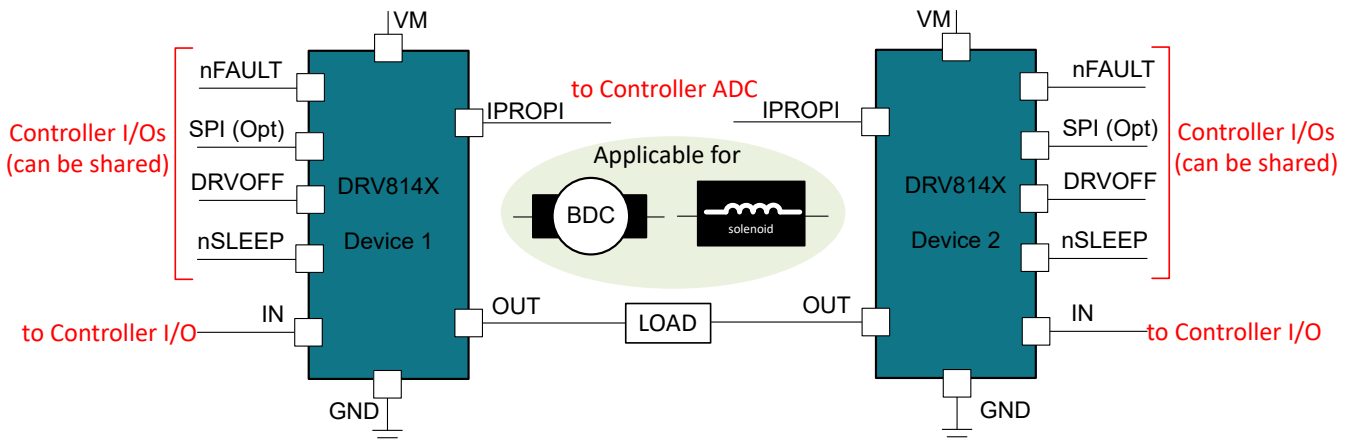 VM
nFAULT
SPI (Opt)
DRVOFF
nSLEEP
Controller I/Os
(can be shared)
IN
to Controller I/O
DRV814X
Device 1
IPROPI
OUT
GND
to Controller ADC
Applicable for
BDC
solenoid
LOAD
VM
IPROPI
OUT
DRV814X
Device 2
nFAULT
SPI (Opt)
DRVOFF
nSLEEP
Controller I/Os
(can be shared)
IN
to Controller I/O
GND